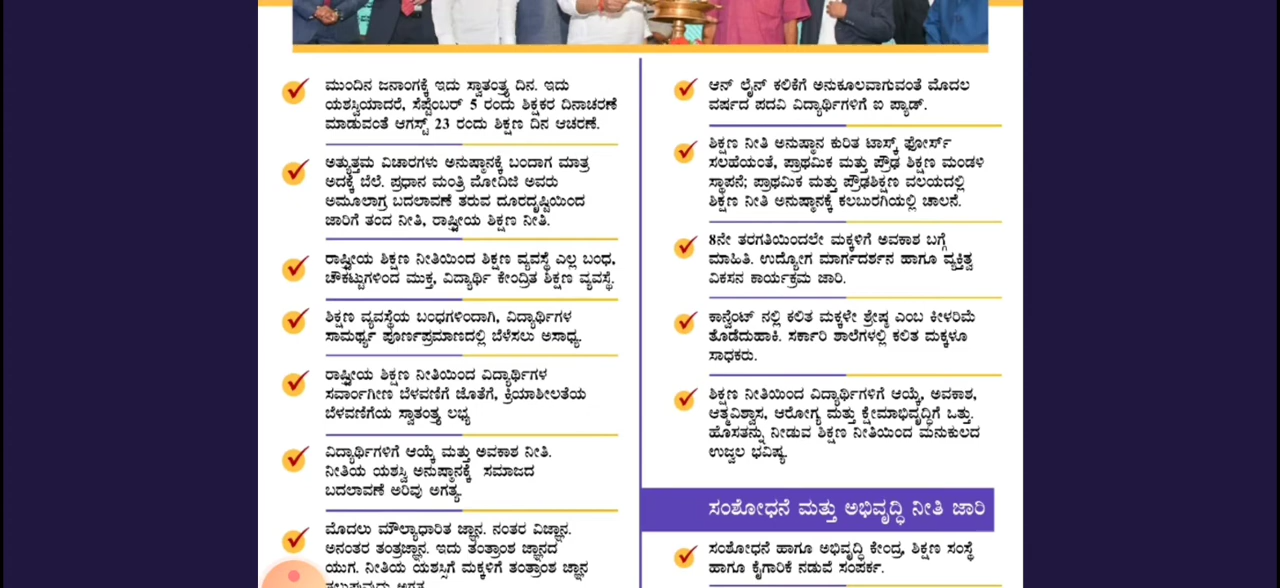 ಮುಂದಿನ ಜನಾಂಗಕ್ಕೆ ಇದು ಸ್ವಾತಂತ್ರ್ಯ ದಿನ. ಇದು
ಯಶಸ್ವಿಯಾದರೆ, ಸೆಪ್ಟೆಂಬರ್ 5 ರಂದು ಶಿಕ್ಷಕರ ದಿನಾಚರಣೆ
ಮಾಡುವಂತೆ ಆಗಸ್ಟ್ 23 ರಂದು ಶಿಕ್ಷಣ ದಿನ ಆಚರಣೆ.
ಅತ್ಯುತ್ತಮ ವಿಚಾರಗಳು ಅನುಷ್ಠಾನಕ್ಕೆ ಬಂದಾಗ ಮಾತ್ರ
ಅದಕ್ಕೆ ಬೆಲೆ. ಪ್ರಧಾನ ಮಂತ್ರಿ ಮೋದಿಜಿ ಅವರು
ಅಮೂಲಾಗ್ರ ಬದಲಾವಣೆ ತರುವ ದೂರದೃಷ್ಟಿಯಿಂದ
ಜಾರಿಗೆ ತಂದ ನೀತಿ, ರಾಷ್ಟ್ರೀಯ ಶಿಕ್ಷಣ ನೀತಿ.
ರಾಷ್ಟ್ರೀಯ ಶಿಕ್ಷಣ ನೀತಿಯಿಂದ ಶಿಕ್ಷಣ ವ್ಯವಸ್ಥೆ ಎಲ್ಲ ಬಂಧ,
ಚೌಕಟ್ಟುಗಳಿಂದ ಮುಕ್ತ, ವಿದ್ಯಾರ್ಥಿ ಕೇಂದ್ರಿತ ಶಿಕ್ಷಣ ವ್ಯವಸ್ಥೆ.
ಶಿಕ್ಷಣ ವ್ಯವಸ್ಥೆಯ ಬಂಧಗಳಿಂದಾಗಿ, ವಿದ್ಯಾರ್ಥಿಗಳ
ಸಾಮರ್ಥ್ಯ ಪೂರ್ಣಪ್ರಮಾಣದಲ್ಲಿ ಬೆಳೆಸಲು ಅಸಾಧ್ಯ.
ರಾಷ್ಟ್ರೀಯ ಶಿಕ್ಷಣ ನೀತಿಯಿಂದ ವಿದ್ಯಾರ್ಥಿಗಳ
ಸರ್ವಾಂಗೀಣ ಬೆಳವಣಿಗೆ ಜೊತೆಗೆ, ಕ್ರಿಯಾಶೀಲತೆಯ
ಬೆಳವಣಿಗೆಯ ಸ್ವಾತಂತ್ರ್ಯ ಲಭ್ಯ
ವಿದ್ಯಾರ್ಥಿಗಳಿಗೆ ಆಯ್ಕೆ ಮತ್ತು ಅವಕಾಶ ನೀತಿ.
ನೀತಿಯ ಯಶಸ್ವಿ ಅನುಷ್ಠಾನಕ್ಕೆ ಸಮಾಜದ
ಬದಲಾವಣೆ ಅರಿವು ಅಗತ್ಯ.
ಮೊದಲು ಮೌಲ್ಯಾಧಾರಿತ ಜ್ಞಾನ. ನಂತರ ವಿಜ್ಞಾನ.
ಅನಂತರ ತಂತ್ರಜ್ಞಾನ. ಇದು ತಂತ್ರಾಂಶ ಜ್ಞಾನದ
ಯುಗ. ನೀತಿಯ ಯಶಸ್ಸಿಗೆ ಮಕ್ಕಳಿಗೆ ತಂತ್ರಾಂಶ ಜ್ಞಾನ
ಆನ್ ಲೈನ್ ಕಲಿಕೆಗೆ ಅನುಕೂಲವಾಗುವಂತೆ ಮೊದಲ
ವರ್ಷದ ಪದವಿ ವಿದ್ಯಾರ್ಥಿಗಳಿಗೆ ಐ ಪ್ಯಾಡ್.
ಶಿಕ್ಷಣ ನೀತಿ ಅನುಷ್ಠಾನ ಕುರಿತ ಟಾಸ್ಕ್ ಫೋರ್ಸ್
ಸಲಹೆಯಂತೆ, ಪ್ರಾಥಮಿಕ ಮತ್ತು ಪ್ರೌಢ ಶಿಕ್ಷಣ ಮಂಡಳಿ
ಸ್ಥಾಪನೆ; ಪ್ರಾಥಮಿಕ ಮತ್ತು ಪ್ರೌಢಶಿಕ್ಷಣ ವಲಯದಲ್ಲಿ
ಶಿಕ್ಷಣ ನೀತಿ ಅನುಷ್ಠಾನಕ್ಕೆ ಕಲಬುರಗಿಯಲ್ಲಿ ಚಾಲನೆ.
8ನೇ ತರಗತಿಯಿಂದಲೇ ಮಕ್ಕಳಿಗೆ ಅವಕಾಶ ಬಗ್ಗೆ
ಮಾಹಿತಿ. ಉದ್ಯೋಗ ಮಾರ್ಗದರ್ಶನ ಹಾಗೂ ವ್ಯಕ್ತಿತ್ವ
ವಿಕಸನ ಕಾರ್ಯಕ್ರಮ ಜಾರಿ.
ಕಾನ್ವೆಂಟ್ ನಲ್ಲಿ ಕಲಿತ ಮಕ್ಕಳೇ ಶ್ರೇಷ್ಠ ಎಂಬ ಕೀಳರಿಮೆ
ತೊಡೆದುಹಾಕಿ. ಸರ್ಕಾರಿ ಶಾಲೆಗಳಲ್ಲಿ ಕಲಿತ ಮಕ್ಕಳೂ
ಸಾಧಕರು.
ಶಿಕ್ಷಣ ನೀತಿಯಿಂದ ವಿದ್ಯಾರ್ಥಿಗಳಿಗೆ ಆಯ್ಕೆ, ಅವಕಾಶ,
ಆತ್ಮವಿಶ್ವಾಸ, ಆರೋಗ್ಯ ಮತ್ತು ಕ್ಷೇಮಾಭಿವೃದ್ಧಿಗೆ ಒತ್ತು.
ಹೊಸತನ್ನು ನೀಡುವ ಶಿಕ್ಷಣ ನೀತಿಯಿಂದ ಮನುಕುಲದ
ಉಜ್ವಲ ಭವಿಷ್ಯ.
ಸಂಶೋಧನೆ ಮತ್ತು ಅಭಿವೃದ್ಧಿ ನೀತಿ ಜಾರಿ
ಸಂಶೋಧನೆ ಹಾಗೂ ಅಭಿವೃದ್ಧಿ ಕೇಂದ್ರ, ಶಿಕ್ಷಣ ಸಂಸ್ಥೆ
ಹಾಗೂ ಕೈಗಾರಿಕೆ ನಡುವೆ ಸಂಪರ್ಕ.